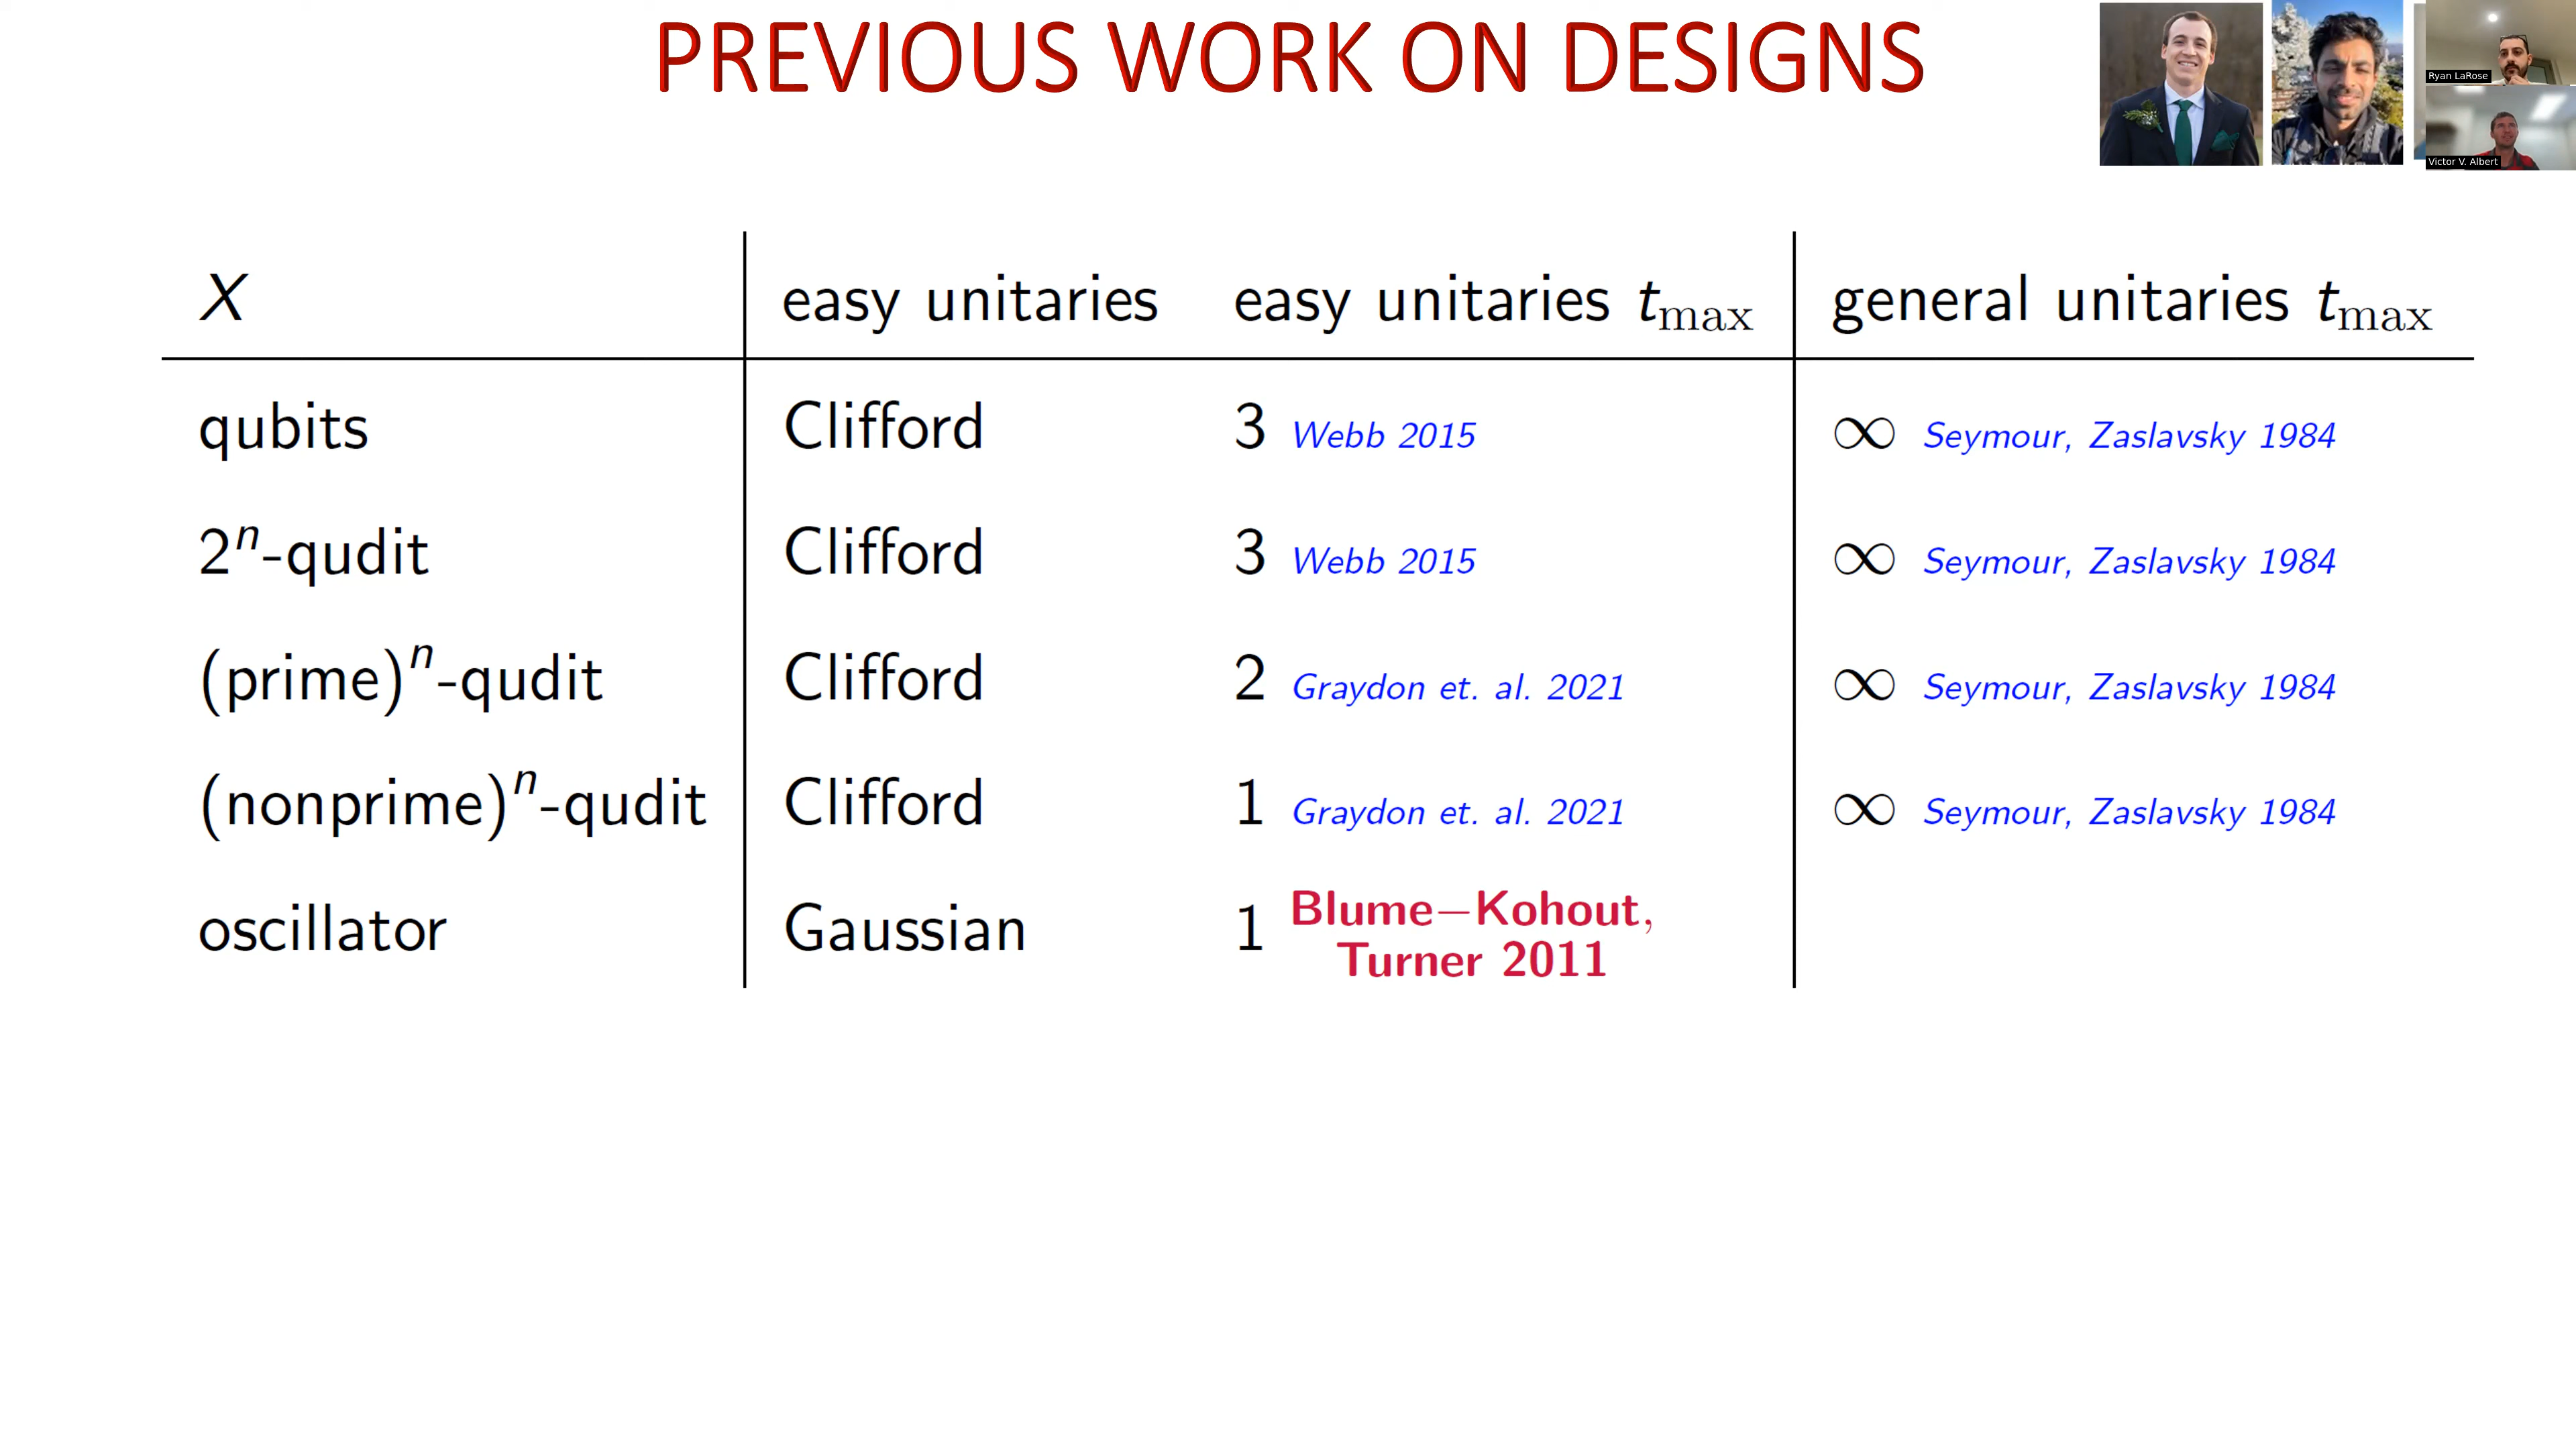 PREVIOUS WORK ON DESIGNS
Ryan LaRose
Victor V. Albert
X easy unitaries easy unitaries t_max general unitaries t_max
qubits Clifford 3 Webb 2015 ∞ Seymour, Zaslavsky 1984
2^n-qudit Clifford 3 Webb 2015 ∞ Seymour, Zaslavsky 1984
(prime)^n-qudit Clifford 2 Graydon et. al. 2021 ∞ Seymour, Zaslavsky 1984
(nonprime)^n-qudit Clifford 1 Graydon et. al. 2021 ∞ Seymour, Zaslavsky 1984
oscillator Gaussian 1 Blume−Kohout,
Turner 2011